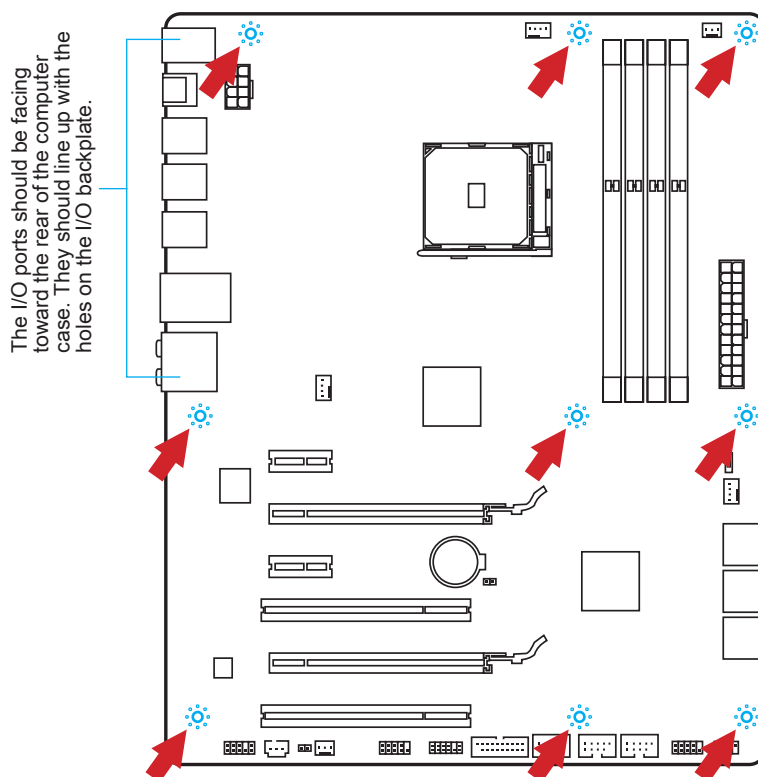 The I/O ports should be facing
toward the rear of the computer
case. They should line up with the
holes on the I/O backplate.